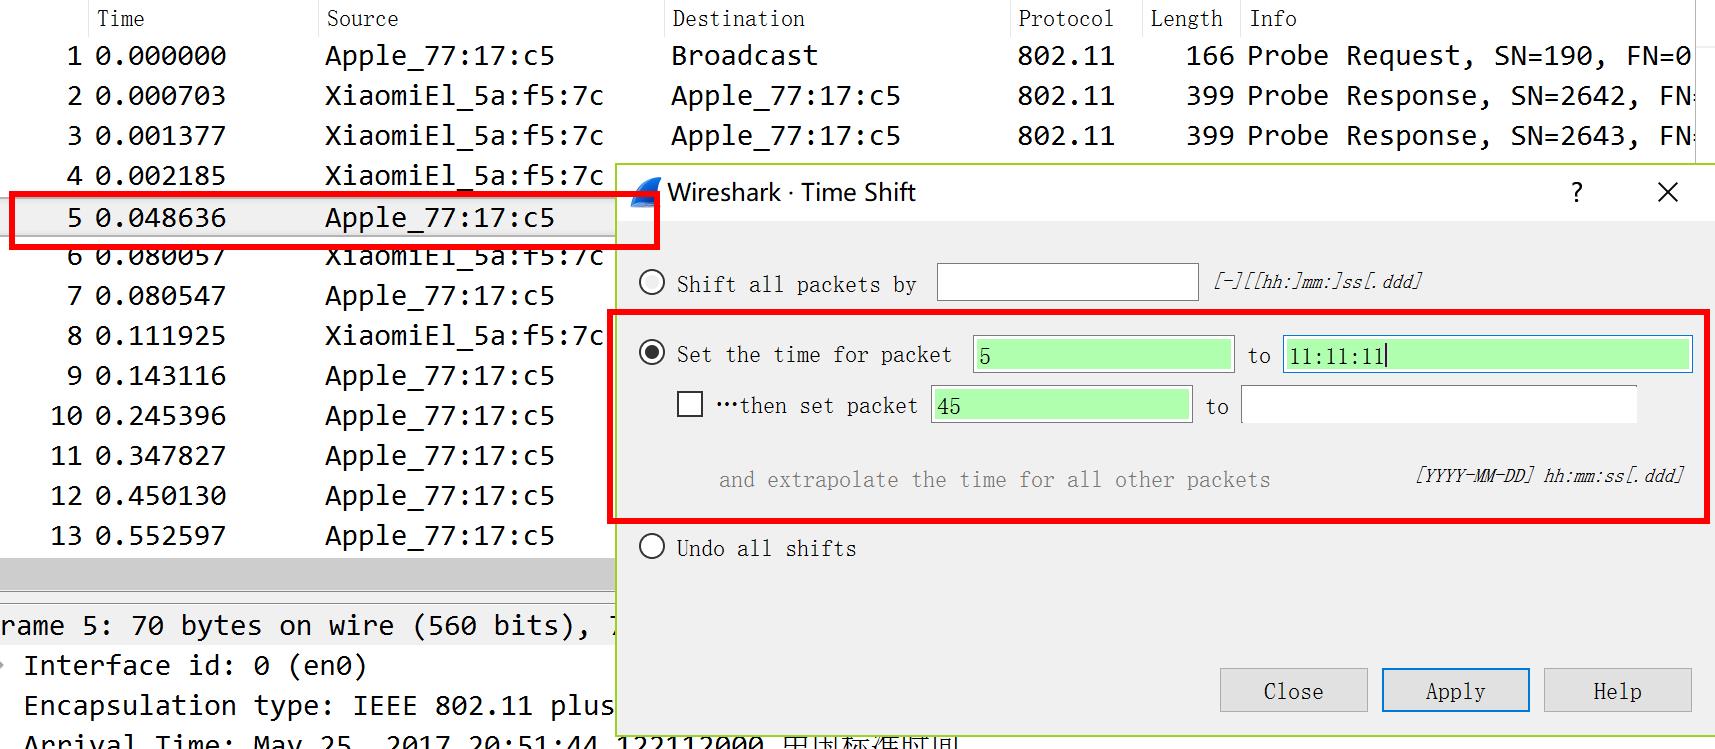 Time Source Destination Protocol Length Info
1 0.000000 Apple_77:17:c5 Broadcast 802.11 166 Probe Request, SN=190, FN=0
2 0.000703 XiaomiEl_5a:f5:7c Apple_77:17:c5 802.11 399 Probe Response, SN=2642, FN=
3 0.001377 XiaomiEl_5a:f5:7c Apple_77:17:c5 802.11 399 Probe Response, SN=2643, FN=
4 0.002185 XiaomiEl_5a:f5:7c
5 0.048636 Apple_77:17:c5
6 0.080057 XiaomiEl_5a:f5:7c
7 0.080547 Apple_77:17:c5
8 0.111925 XiaomiEl_5a:f5:7c
9 0.143116 Apple_77:17:c5
10 0.245396 Apple_77:17:c5
11 0.347827 Apple_77:17:c5
12 0.450130 Apple_77:17:c5
13 0.552597 Apple_77:17:c5
rame 5: 70 bytes on wire (560 bits),
Interface id: 0 (en0)
Encapsulation type: IEEE 802.11 plus
Arrival Time: May 25, 2017 20:51:44.122112000 中国标准时间
Wireshark · Time Shift ?
Shift all packets by [-][[hh:]mm:]ss[.ddd]
Set the time for packet 5 to 11:11:11
…then set packet 45 to
and extrapolate the time for all other packets [YYYY-MM-DD] hh:mm:ss[.ddd]
Undo all shifts
Close Apply Help